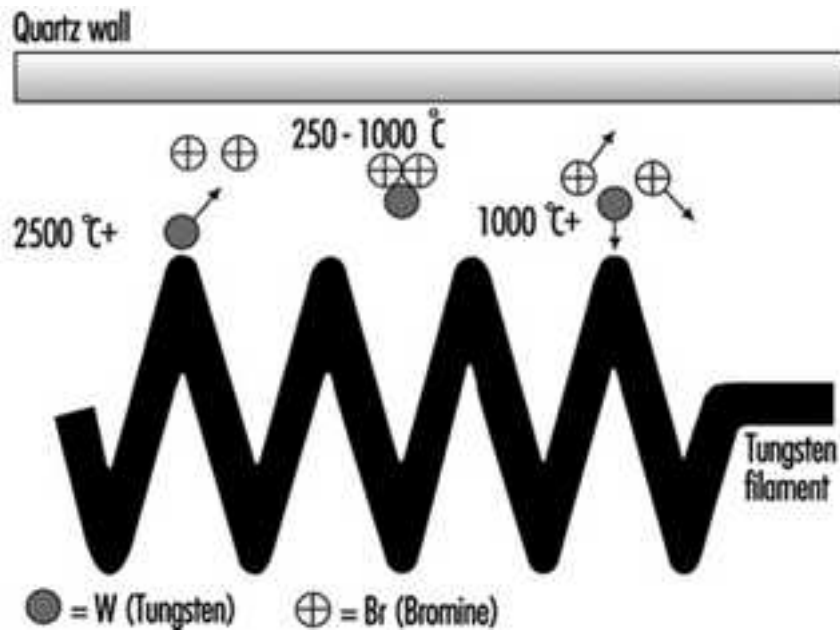 Quartz wall
250 - 1000 °C
2500 °C+
1000 °C+
Tungsten
filament
= W (Tungsten)
= Br (Bromine)